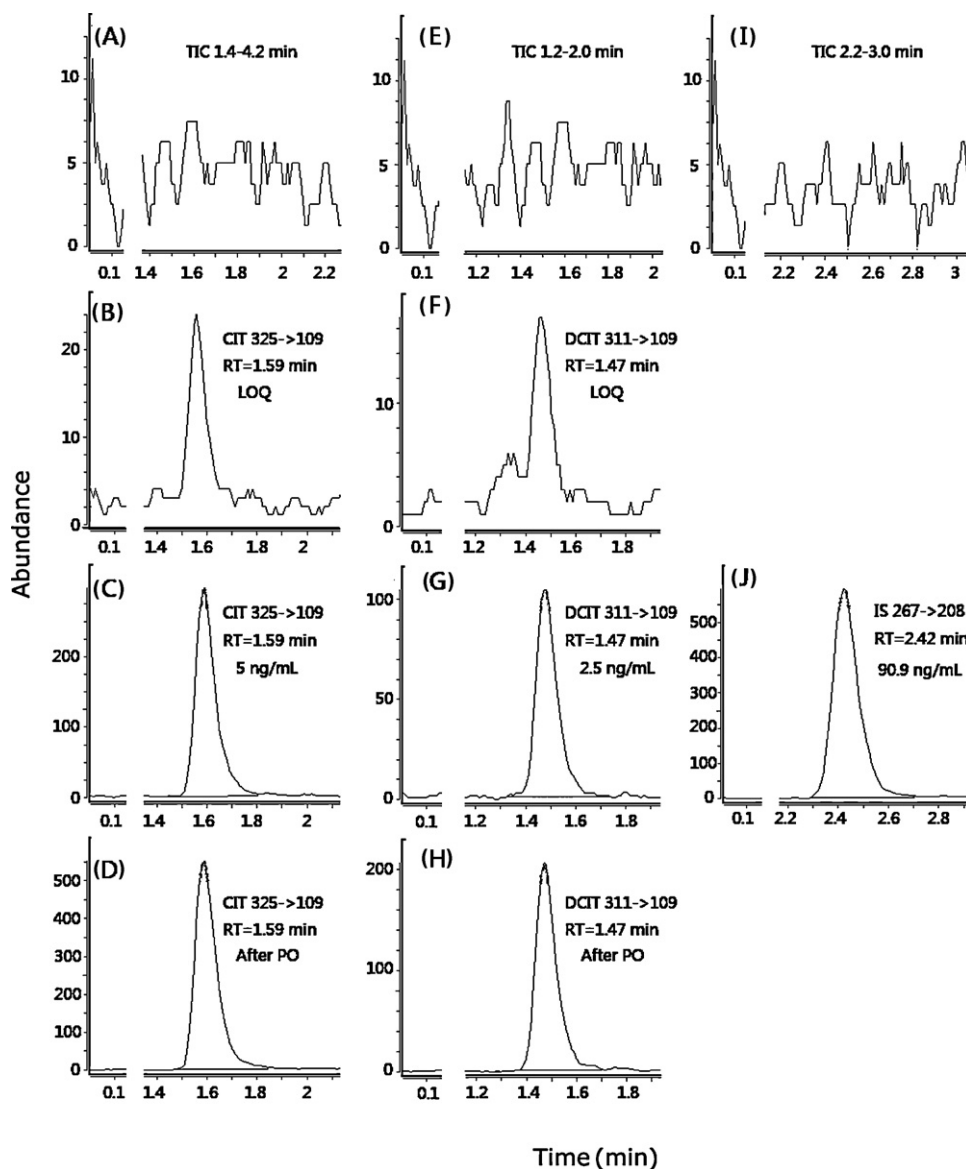 (A)
TIC 1.4-4.2 min
10
5
0
0.1 1.4 1.6 1.8 2 2.2
(E)
TIC 1.2-2.0 min
10
5
0
0.1 1.2 1.4 1.6 1.8 2
(I)
TIC 2.2-3.0 min
10
5
0
0.1 2.2 2.4 2.6 2.8 3
(B)
CIT 325->109
RT=1.59 min
LOQ
20
10
0
0.1 1.4 1.6 1.8 2
(F)
DCIT 311->109
RT=1.47 min
LOQ
10
0
0.1 1.2 1.4 1.6 1.8
Abundance
(C)
CIT 325->109
RT=1.59 min
5 ng/mL
200
100
0
0.1 1.4 1.6 1.8 2
(G)
DCIT 311->109
RT=1.47 min
2.5 ng/mL
100
50
0
0.1 1.2 1.4 1.6 1.8
(J)
IS 267->208
RT=2.42 min
90.9 ng/mL
500
400
300
200
100
0
0.1 2.2 2.4 2.6 2.8
(D)
CIT 325->109
RT=1.59 min
After PO
500
400
300
200
100
0
0.1 1.4 1.6 1.8 2
(H)
DCIT 311->109
RT=1.47 min
After PO
200
100
0
0.1 1.2 1.4 1.6 1.8
Time (min)